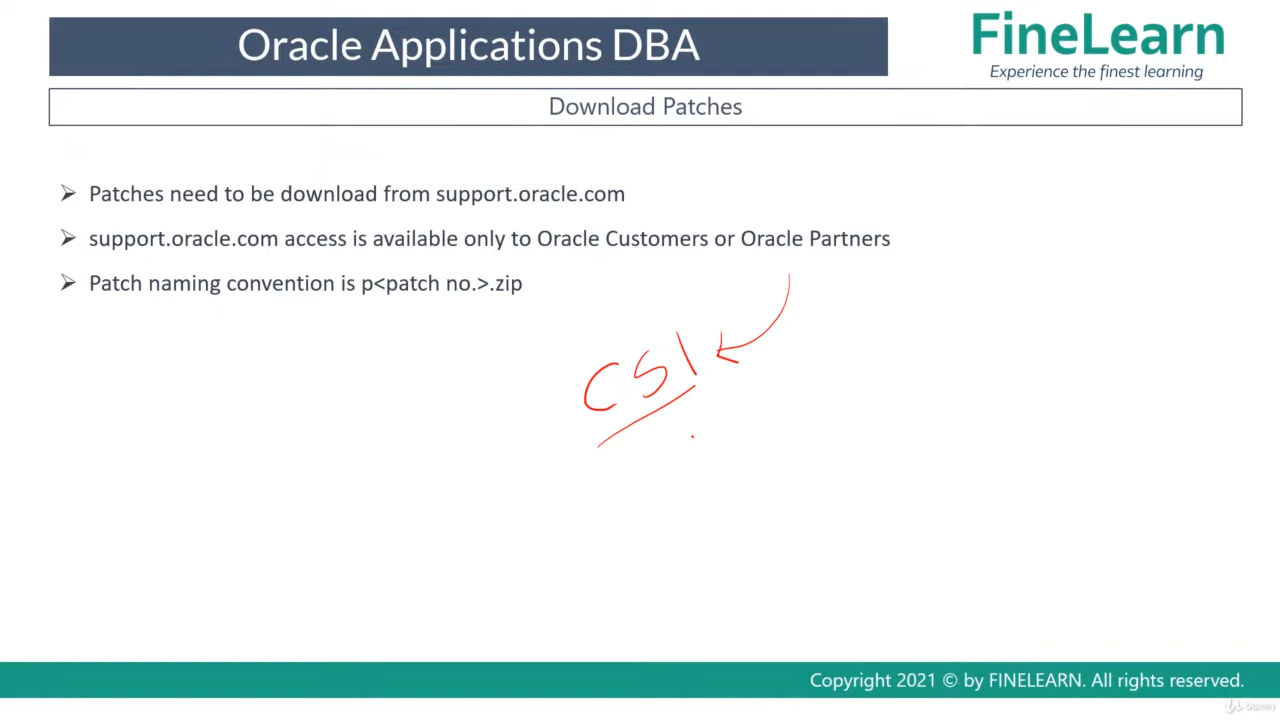 Oracle Applications DBA
FineLearn
Experience the finest learning
Download Patches
Patches need to be download from support.oracle.com
support.oracle.com access is available only to Oracle Customers or Oracle Partners
Patch naming convention is p<patch no.>.zip
CSI
Copyright 2021 © by FINELEARN. All rights reserved.
Udemy